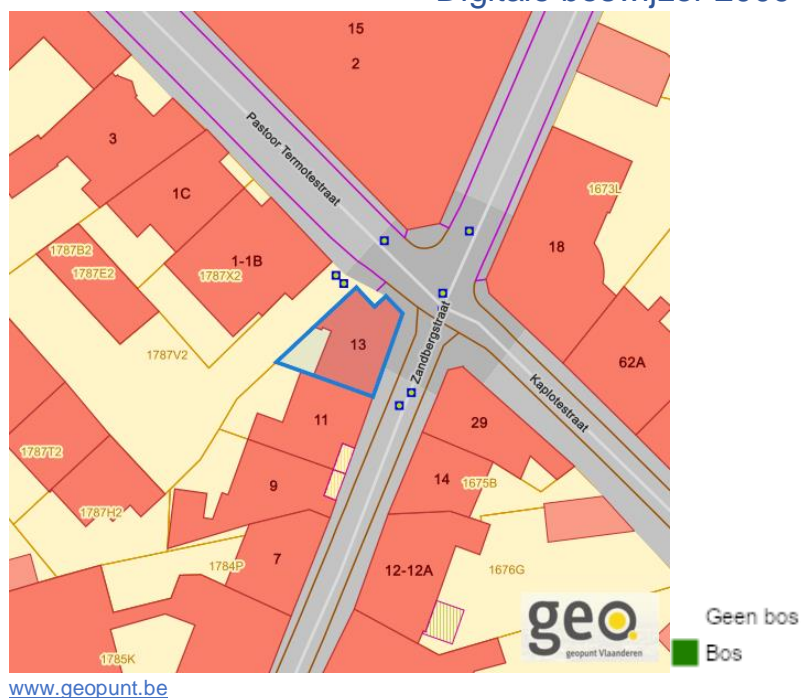 Digitale boswijzer 2000
15
2
Pastoor Termotestraat
3
1C
1673L
1787B2
1787E2
1-1B
1787X2
18
13
Zandbergstraat
1787V2
62A
Kaplotestraat
11
29
1787T2
9
14
1675B
1787H2
7
1784P
12-12A
1676G
1785K
geo
geopunt Vlaanderen
Geen bos
Bos
www.geopunt.be